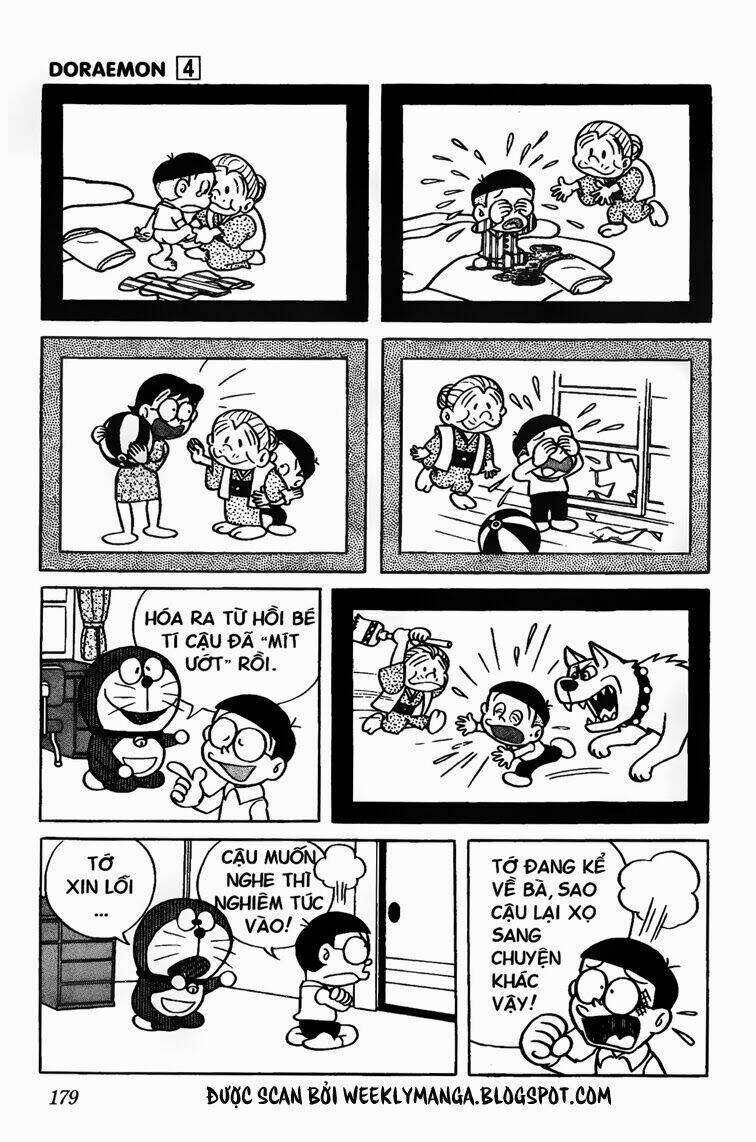 DORAEMON 4
HÓA RA TỪ HỒI BÉ
TÍ CẬU ĐÃ “MÍT
ƯỚT” RỒI.
TỚ ĐANG KỂ
VỀ BÀ, SAO
CẬU LẠI XỌ
SANG
CHUYỆN
KHÁC
VẬY!
CẬU MUỐN
NGHE THÌ
NGHIÊM TÚC
VÀO!
TỚ
XIN LỖI
...
179
ĐƯỢC SCAN BỞI WEEKLYMANGA.BLOGSPOT.COM